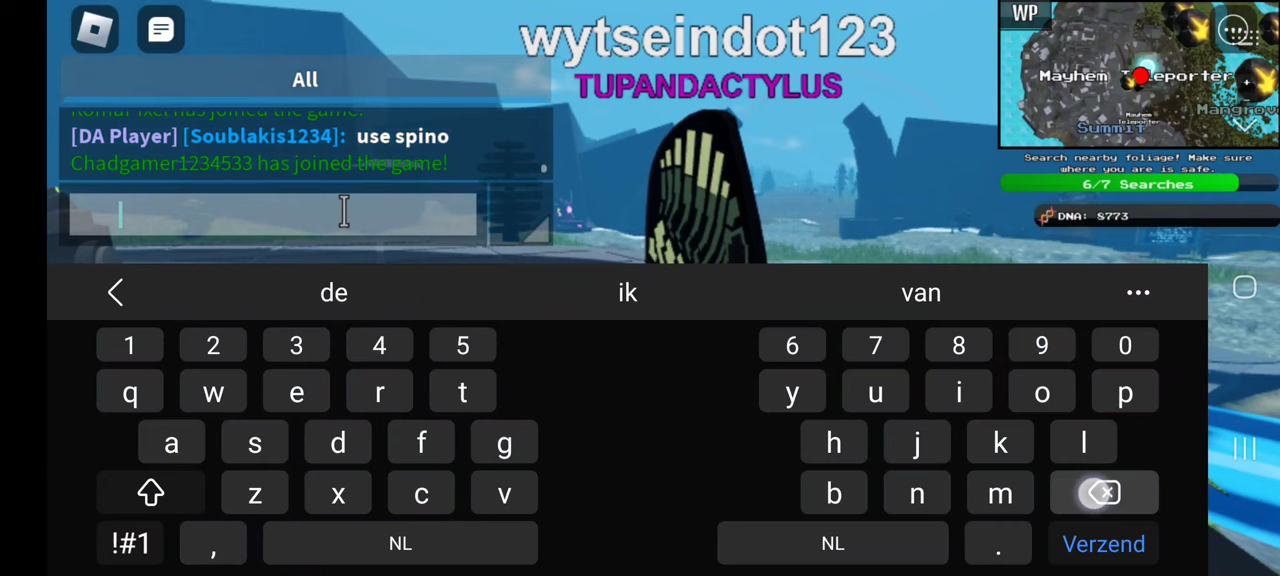 wytseindot123
TUPANDACTYLUS
WP
All
[DA Player] [Soublakis1234]: use spino
Chadgamer1234533 has joined the game!
Mayhem Teleporter
Mayhem
Teleporter
Summit
Search nearby foliage! Make sure
where you are is safe.
6/7 Searches
DNA: 8773
de ik van
1 2 3 4 5 6 7 8 9 0
q w e r t y u i o p
a s d f g h j k l
z x c v b n m
!#1 , NL NL . Verzend